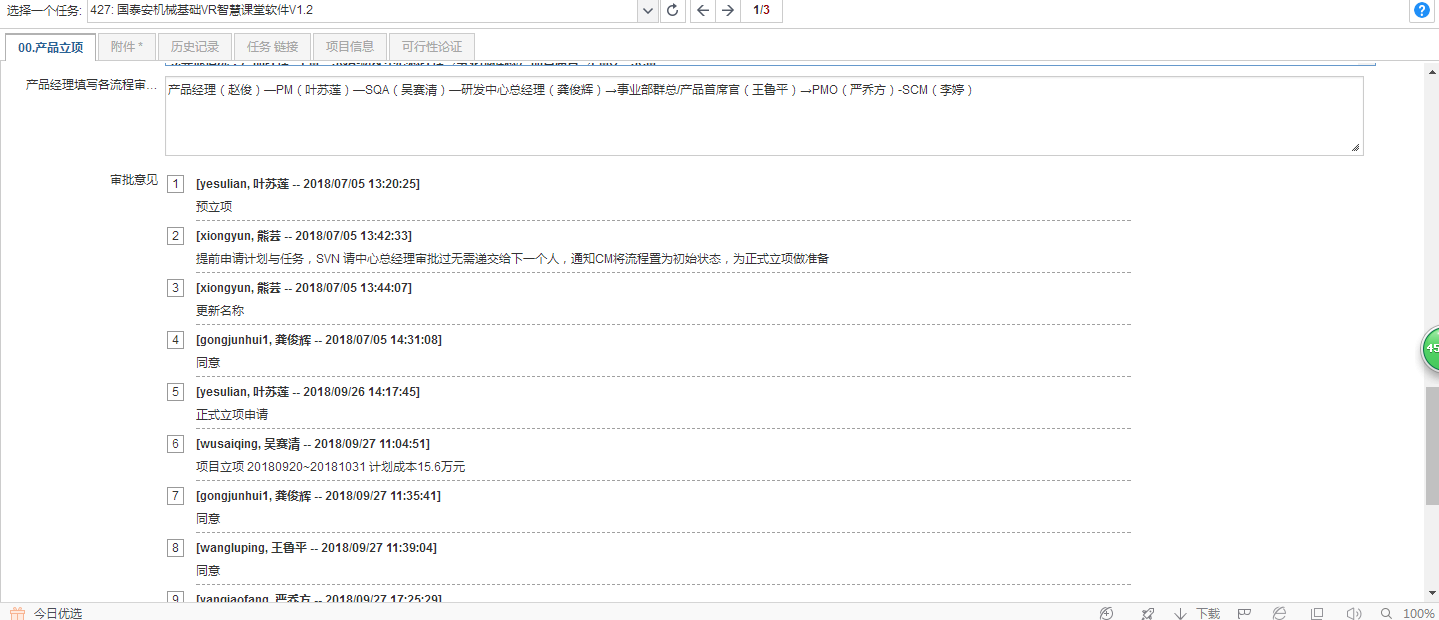 选择一个任务: 427: 国泰安机械基础VR智慧课堂软件V1.2 1/3
00.产品立项 附件 * 历史记录 任务 链接 项目信息 可行性论证
产品经理填写各流程审… 产品经理（赵俊）—PM（叶苏莲）—SQA（吴赛清）—研发中心总经理（龚俊辉）→事业部群总/产品首席官（王鲁平）→PMO（严乔方）-SCM（李婷）
审批意见
1 [yesulian, 叶苏莲 -- 2018/07/05 13:20:25]
预立项
2 [xiongyun, 熊芸 -- 2018/07/05 13:42:33]
提前申请计划与任务，SVN 请中心总经理审批过无需递交给下一个人，通知CM将流程置为初始状态，为正式立项做准备
3 [xiongyun, 熊芸 -- 2018/07/05 13:44:07]
更新名称
4 [gongjunhui1, 龚俊辉 -- 2018/07/05 14:31:08]
同意
5 [yesulian, 叶苏莲 -- 2018/09/26 14:17:45]
正式立项申请
6 [wusaiqing, 吴赛清 -- 2018/09/27 11:04:51]
项目立项 20180920~20181031 计划成本15.6万元
7 [gongjunhui1, 龚俊辉 -- 2018/09/27 11:35:41]
同意
8 [wangluping, 王鲁平 -- 2018/09/27 11:39:04]
同意
9 [yanqiaofang, 严乔方 -- 2018/09/27 17:25:29]
45
今日优选 下载 100%